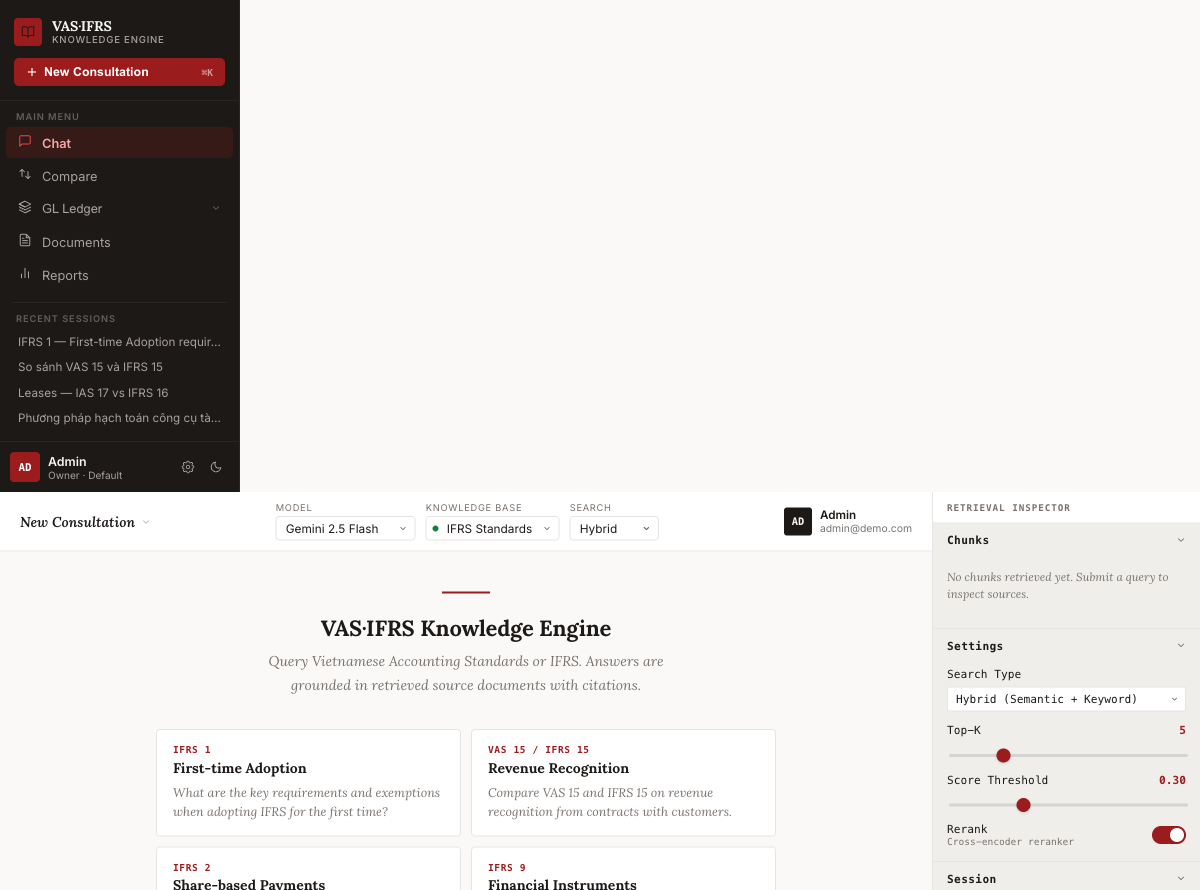 VAS·IFRS
KNOWLEDGE ENGINE
+ New Consultation ⌘K
MAIN MENU
Chat
Compare
GL Ledger
Documents
Reports
RECENT SESSIONS
IFRS 1 — First-time Adoption requir...
So sánh VAS 15 và IFRS 15
Leases — IAS 17 vs IFRS 16
Phương pháp hạch toán công cụ tà...
AD
Admin
Owner · Default
New Consultation
MODEL
Gemini 2.5 Flash
KNOWLEDGE BASE
IFRS Standards
SEARCH
Hybrid
AD
Admin
admin@demo.com
VAS·IFRS Knowledge Engine
Query Vietnamese Accounting Standards or IFRS. Answers are
grounded in retrieved source documents with citations.
IFRS 1
First-time Adoption
What are the key requirements and exemptions
when adopting IFRS for the first time?
VAS 15 / IFRS 15
Revenue Recognition
Compare VAS 15 and IFRS 15 on revenue
recognition from contracts with customers.
IFRS 2
Share-based Payments
IFRS 9
Financial Instruments
RETRIEVAL INSPECTOR
Chunks
No chunks retrieved yet. Submit a query to
inspect sources.
Settings
Search Type
Hybrid (Semantic + Keyword)
Top-K 5
Score Threshold 0.30
Rerank
Cross-encoder reranker
Session